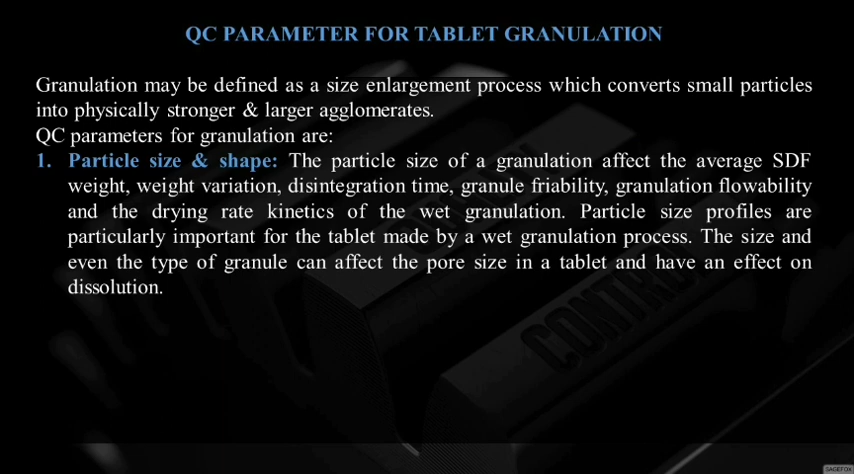 QC PARAMETER FOR TABLET GRANULATION
Granulation may be defined as a size enlargement process which converts small particles
into physically stronger & larger agglomerates.
QC parameters for granulation are:
1. Particle size & shape: The particle size of a granulation affect the average SDF
weight, weight variation, disintegration time, granule friability, granulation flowability
and the drying rate kinetics of the wet granulation. Particle size profiles are
particularly important for the tablet made by a wet granulation process. The size and
even the type of granule can affect the pore size in a tablet and have an effect on
dissolution.
CONTR
SAGEFOX